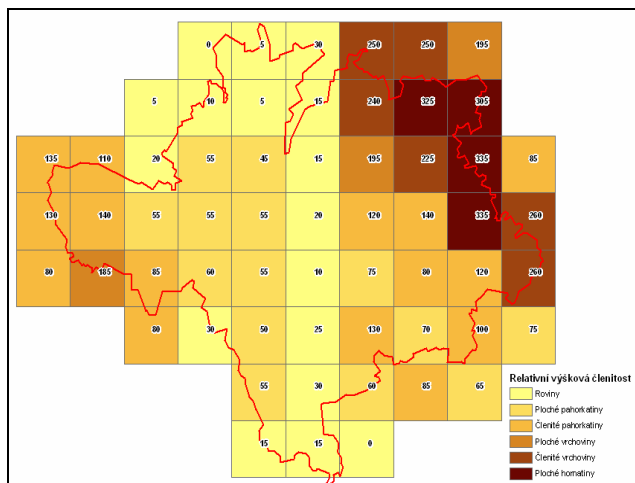 0 5 30 250 250 195
5 10 5 15 240 325 305
135 110 20 55 45 15 195 225 335 85
130 140 55 55 55 20 120 140 335 260
80 185 85 60 55 10 75 80 120 260
80 30 50 25 130 70 100 75
55 30 60 85 65
15 15 0
Relativní výšková členitost
Roviny
Ploché pahorkatiny
Členité pahorkatiny
Ploché vrchoviny
Členité vrchoviny
Ploché hornatiny